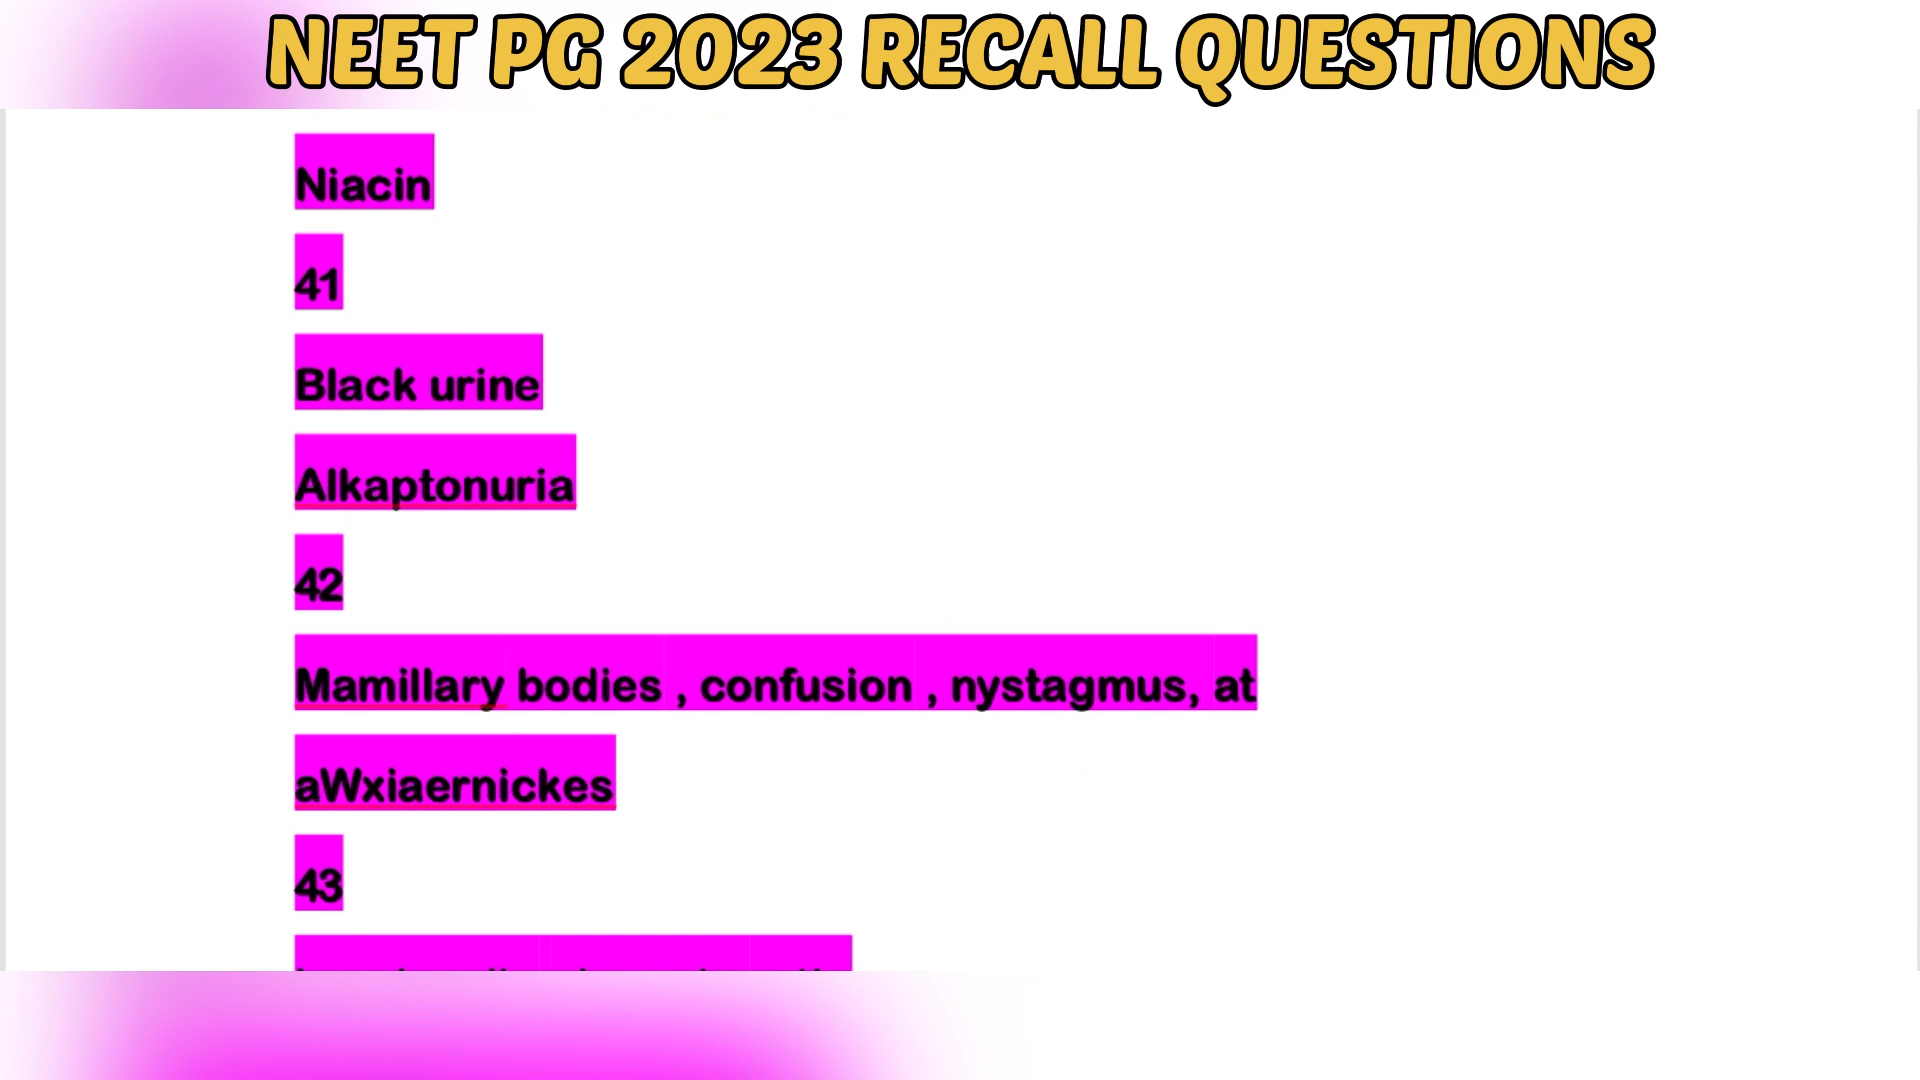 NEET PG 2023 RECALL QUESTIONS
Niacin
41
Black urine
Alkaptonuria
42
Mamillary bodies , confusion , nystagmus, at
aWxiaernickes
43